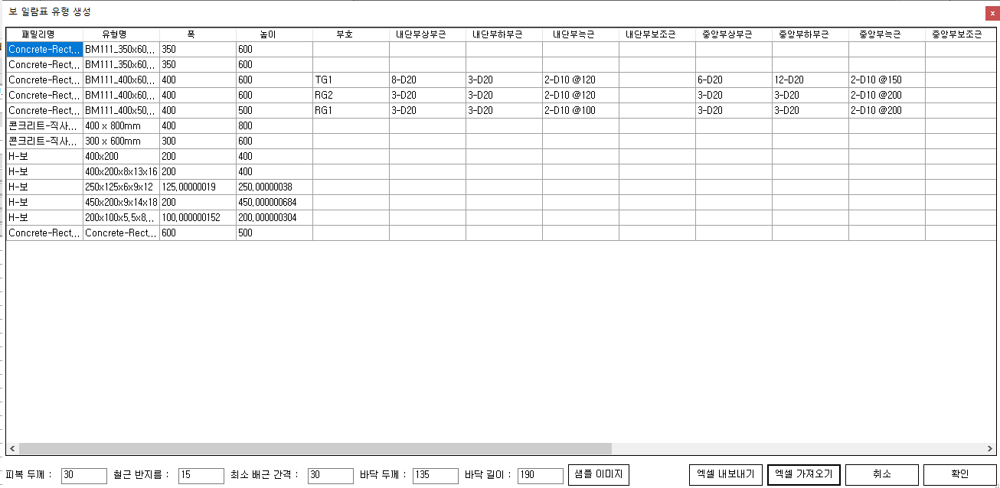 보 일람표 유형 생성
x
패밀리명 유형명 폭 높이 부호 내단부상부근 내단부하부근 내단부늑근 내단부보조근 중앙부상부근 중앙부하부근 중앙부늑근 중앙부보조근
Concrete-Rect... BM111_350x60... 350 600
Concrete-Rect... BM111_350x60... 350 600
Concrete-Rect... BM111_400x60... 400 600 TG1 8-D20 3-D20 2-D10 @120 6-D20 12-D20 2-D10 @150
Concrete-Rect... BM111_400x60... 400 600 RG2 3-D20 3-D20 2-D10 @120 3-D20 3-D20 2-D10 @200
Concrete-Rect... BM111_400x50... 400 500 RG1 3-D20 3-D20 2-D10 @100 3-D20 3-D20 2-D10 @200
콘크리트-직사... 400 x 800mm 400 800
콘크리트-직사... 300 x 600mm 300 600
H-보 400x200 200 400
H-보 400x200x8x13x16 200 400
H-보 250x125x6x9x12 125.00000019 250.00000038
H-보 450x200x9x14x18 200 450.000000684
H-보 200x100x5.5x8... 100.000000152 200.000000304
Concrete-Rect... Concrete-Rect... 600 500
피복 두께 : 30 철근 반지름 : 15 최소 배근 간격 : 30 바닥 두께 : 135 바닥 길이 : 190 샘플 이미지 엑셀 내보내기 엑셀 가져오기 취소 확인